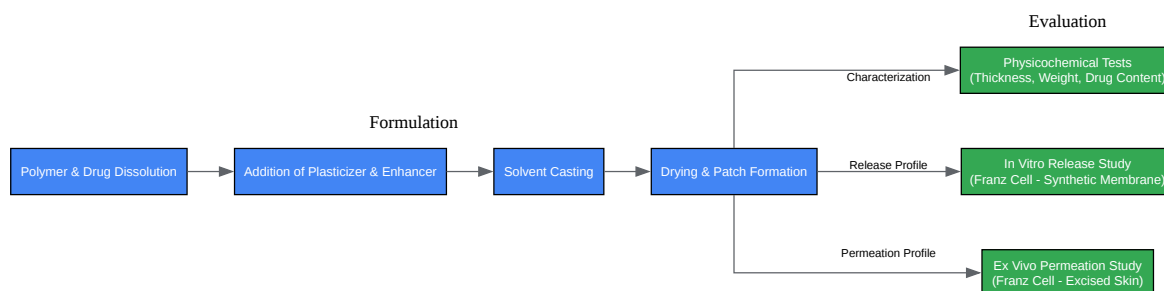 Evaluation
Physicochemical Tests
(Thickness, Weight, Drug Content)
Characterization
Formulation
Polymer & Drug Dissolution
Addition of Plasticizer & Enhancer
Solvent Casting
Drying & Patch Formation
Release Profile
In Vitro Release Study
(Franz Cell - Synthetic Membrane)
Permeation Profile
Ex Vivo Permeation Study
(Franz Cell - Excised Skin)